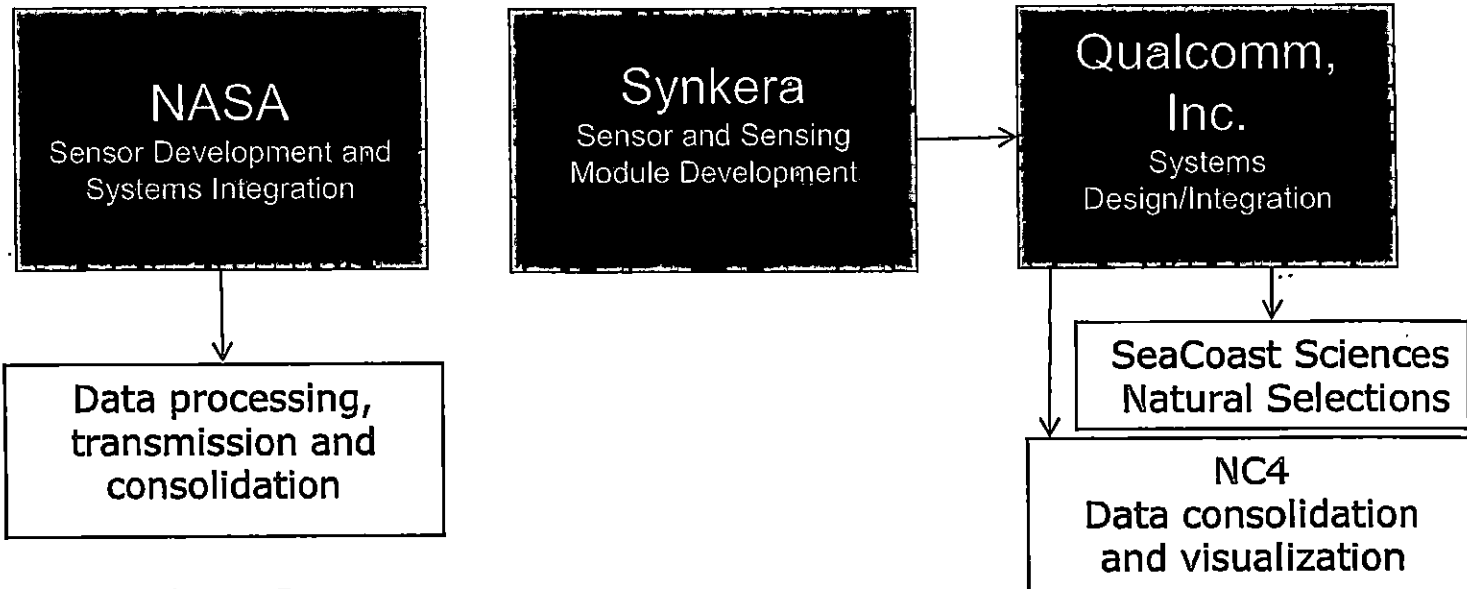 NASA
Sensor Development and
Systems Integration
Synkera
Sensor and Sensing
Module Development
Qualcomm,
Inc.
Systems
Design/Integration
Data processing,
transmission and
consolidation
SeaCoast Sciences
Natural Selections
NC4
Data consolidation
and visualization